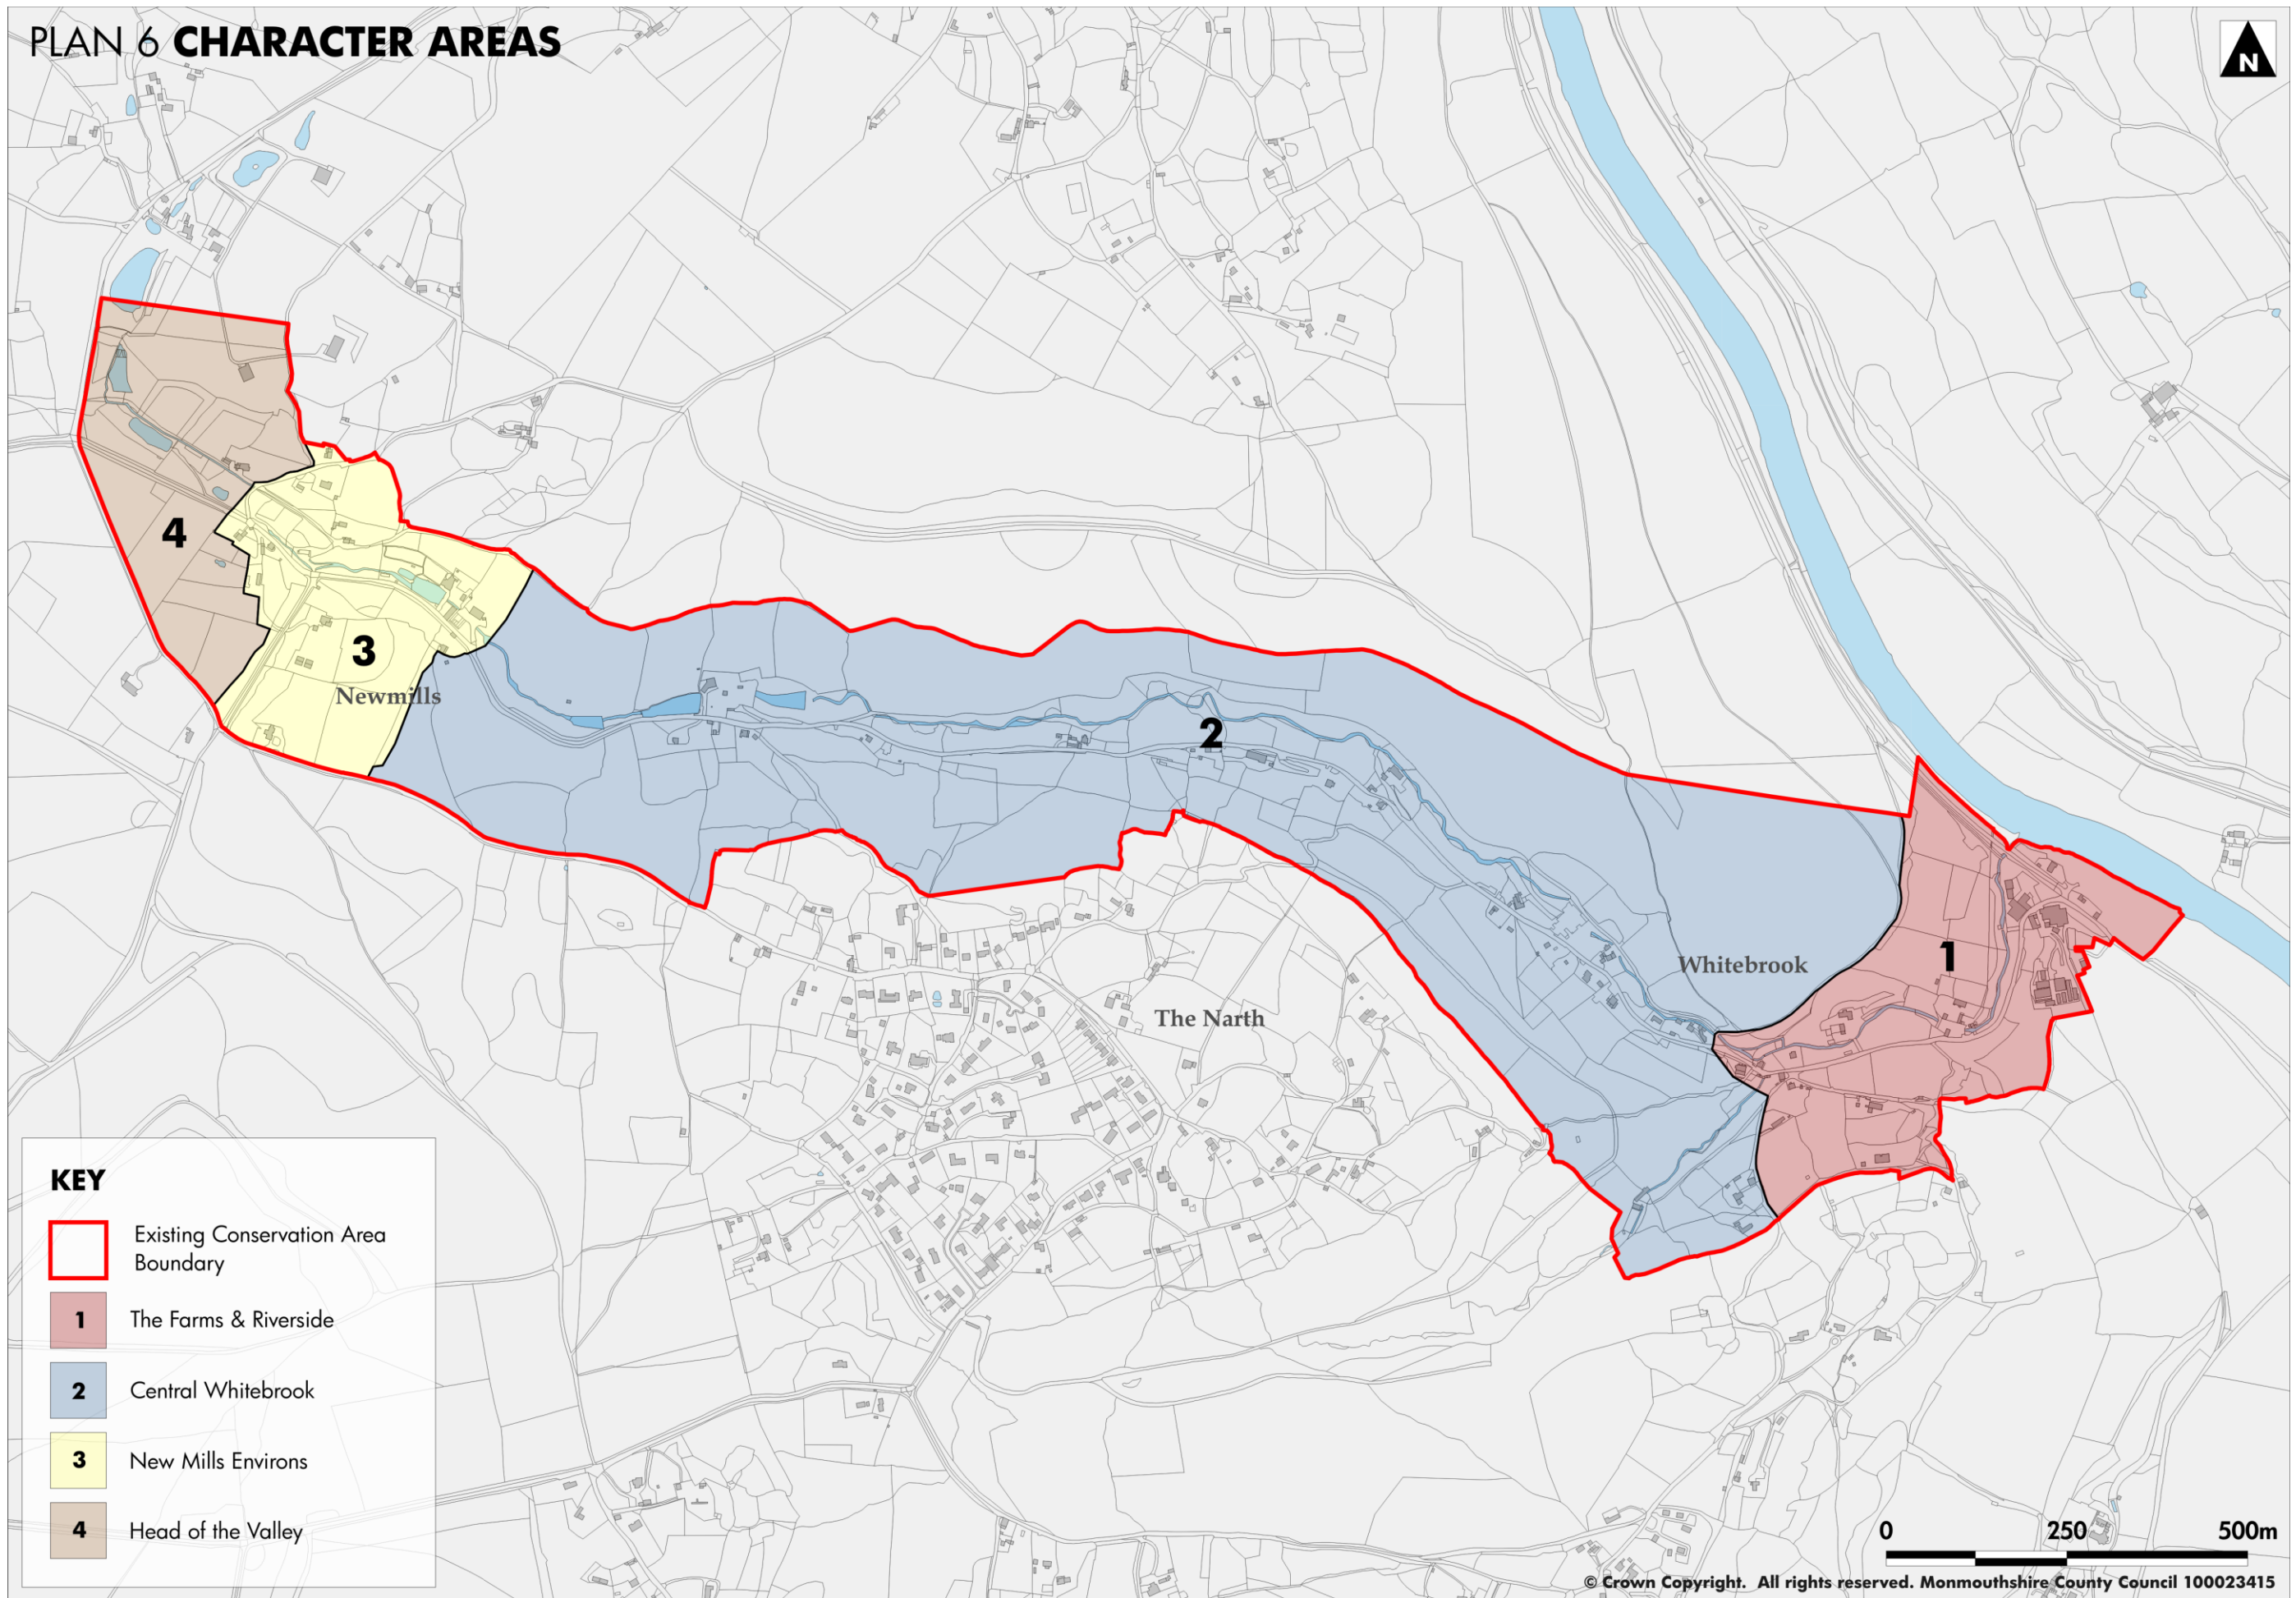 PLAN 6 CHARACTER AREAS
N
4
3
Newmills
2
Whitebrook
1
The Narth
KEY
Existing Conservation Area
Boundary
1 The Farms & Riverside
2 Central Whitebrook
3 New Mills Environs
4 Head of the Valley
0 250 500m
© Crown Copyright. All rights reserved. Monmouthshire County Council 100023415